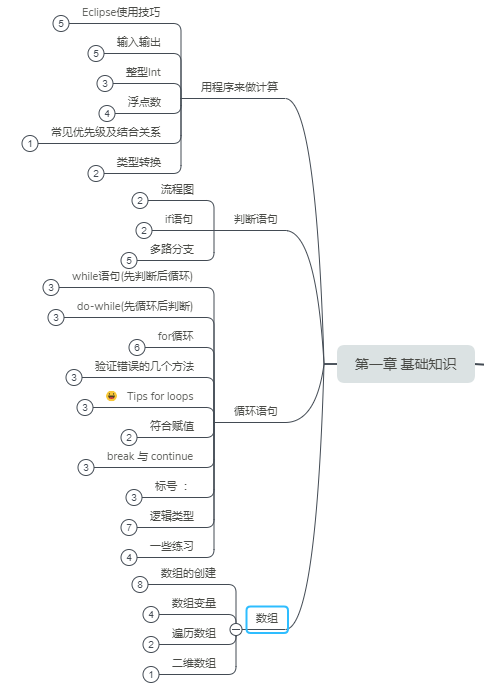 第一章 基础知识
用程序来做计算
Eclipse使用技巧
5
输入输出
5
整型Int
3
浮点数
4
常见优先级及结合关系
1
类型转换
2
判断语句
流程图
2
if语句
2
多路分支
5
循环语句
while语句(先判断后循环)
3
do-while(先循环后判断)
3
for循环
6
验证错误的几个方法
3
Tips for loops
3
符合赋值
2
break 与 continue
3
标号 ：
3
逻辑类型
7
一些练习
4
数组
数组的创建
8
数组变量
4
遍历数组
2
二维数组
1